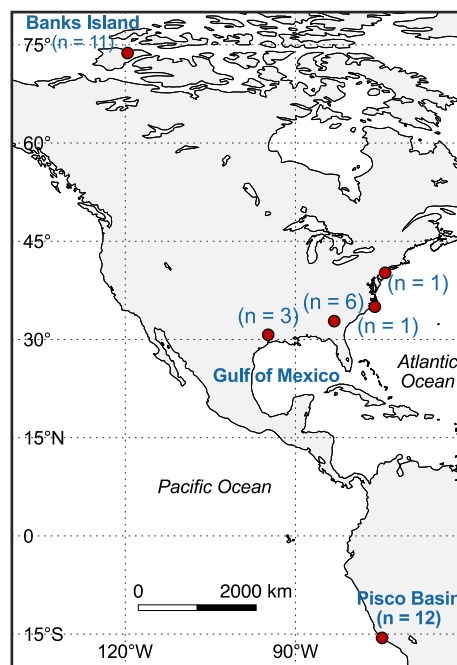 Banks Island
(n = 11)
75°
60°
45°
(n = 1)
(n = 6)
(n = 3)
(n = 1)
30°
Atlantic
Ocean
Gulf of Mexico
15°N
Pacific Ocean
0
0 2000 km
Pisco Basin
(n = 12)
15°S
120°W 90°W